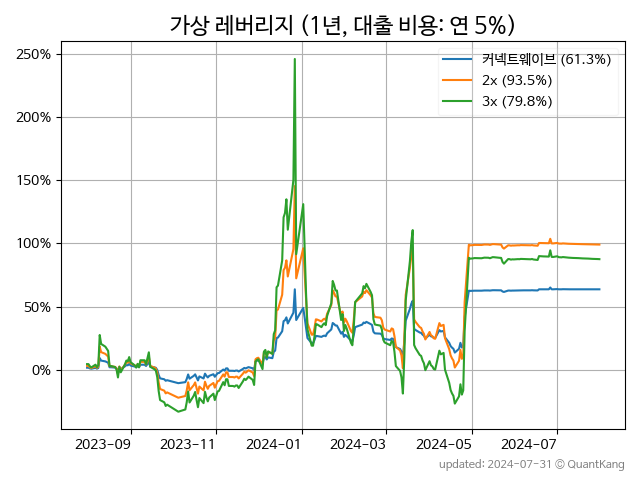 가상 레버리지 (1년, 대출 비용: 연 5%)
250%
200%
150%
100%
50%
0%
커넥트웨이브 (61.3%)
2x (93.5%)
3x (79.8%)
2023-09
2023-11
2024-01
2024-03
2024-05
2024-07
updated: 2024-07-31 © QuantKang